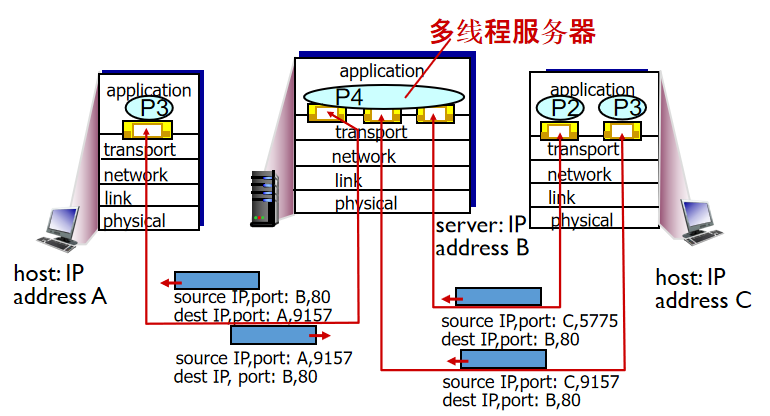 多线程服务器
application
P3
transport
network
link
physical
host: IP
address A
application
P4
transport
network
link
physical
server: IP
address B
application
P2
P3
transport
network
link
physical
host: IP
address C
source IP,port: B,80
dest IP,port: A,9157
source IP,port: A,9157
dest IP, port: B,80
source IP,port: C,5775
dest IP,port: B,80
source IP,port: C,9157
dest IP,port: B,80